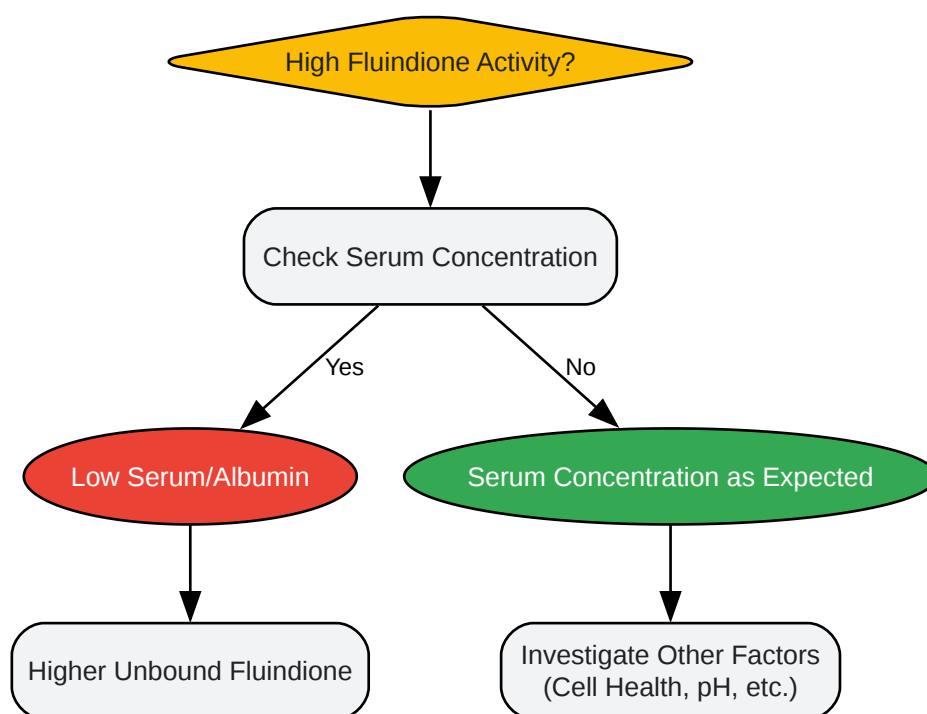 High Fluindione Activity?
Check Serum Concentration
Yes
No
Low Serum/Albumin
Serum Concentration as Expected
Higher Unbound Fluindione
Investigate Other Factors
(Cell Health, pH, etc.)